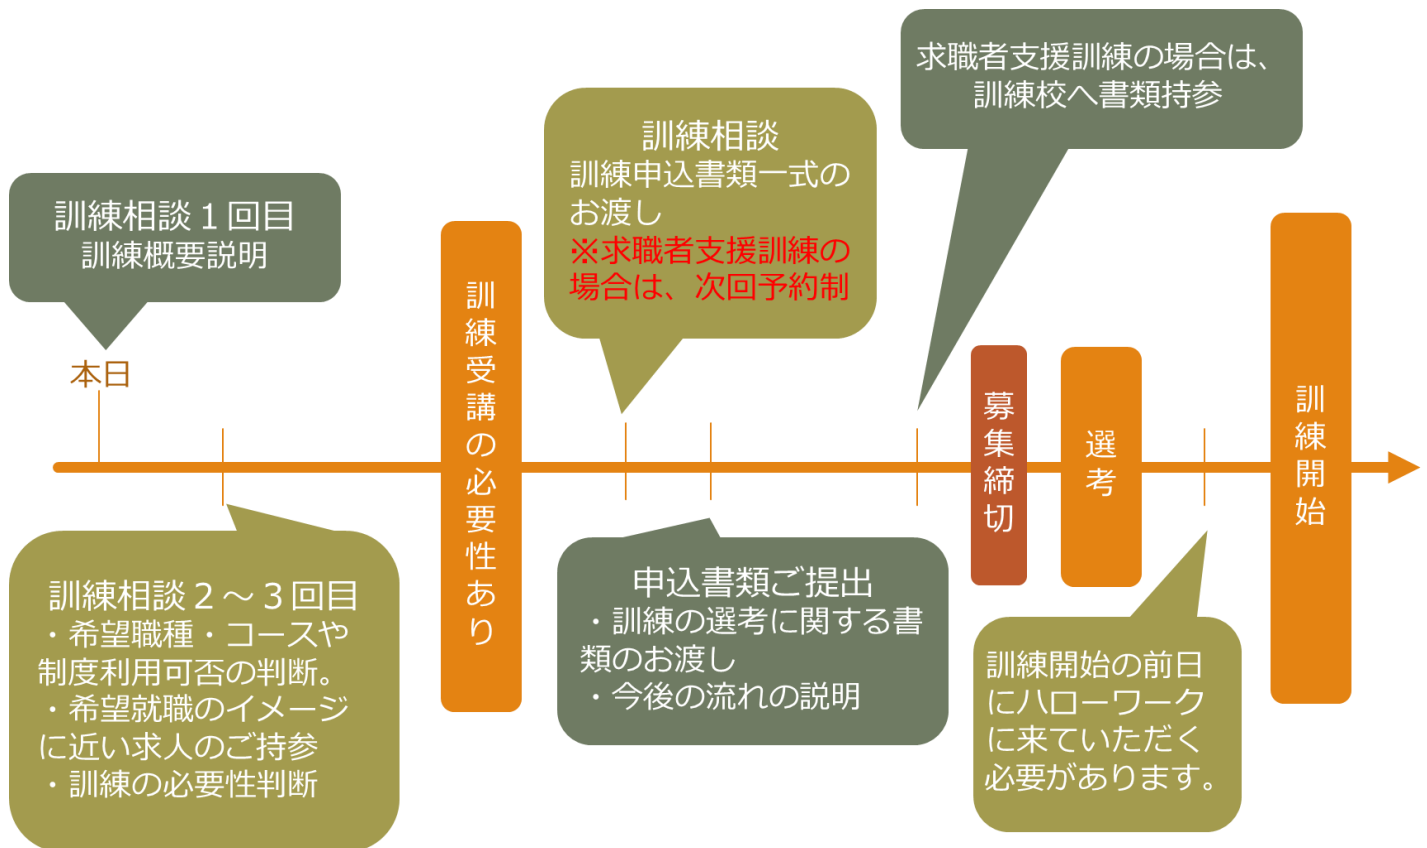 訓練相談１回目
訓練概要説明
本日
訓練相談２～３回目
・希望職種・コースや
制度利用可否の判断。
・希望就職のイメージ
に近い求人のご持参
・訓練の必要性判断
訓練受講の必要性あり
訓練相談
訓練申込書類一式の
お渡し
※求職者支援訓練の
場合は、次回予約制
申込書類ご提出
・訓練の選考に関する書
類のお渡し
・今後の流れの説明
求職者支援訓練の場合は、
訓練校へ書類持参
募集締切
選考
訓練開始の前日
にハローワーク
に来ていただく
必要があります。
訓練開始